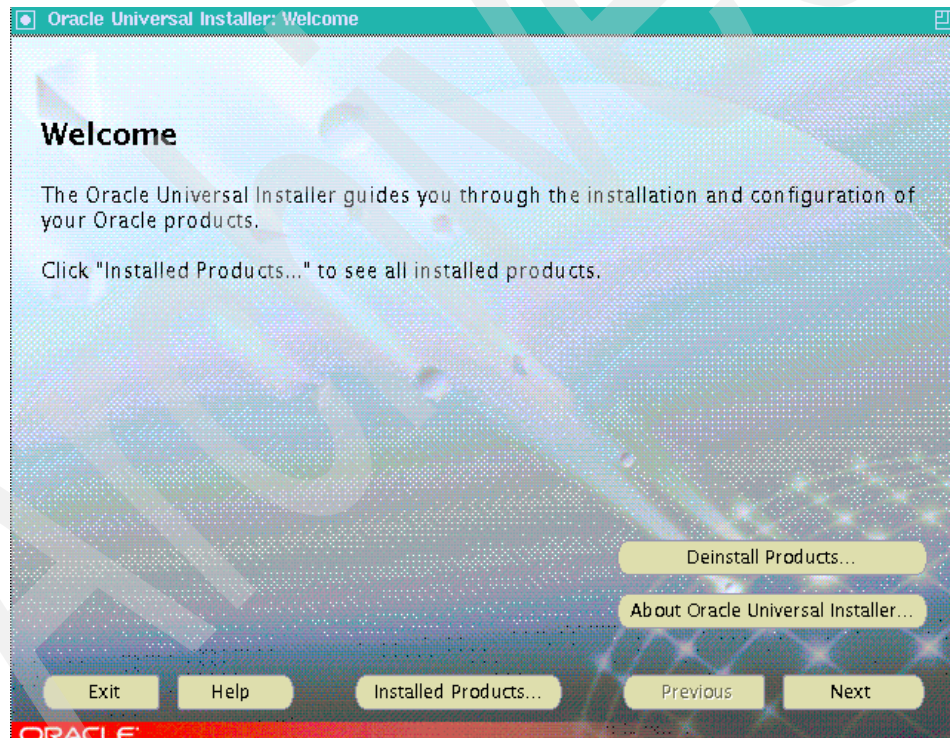 Oracle Universal Installer: Welcome
Welcome
The Oracle Universal Installer guides you through the installation and configuration of
your Oracle products.
Click "Installed Products..." to see all installed products.
Deinstall Products...
About Oracle Universal Installer...
Exit Help Installed Products... Previous Next
ORACLE